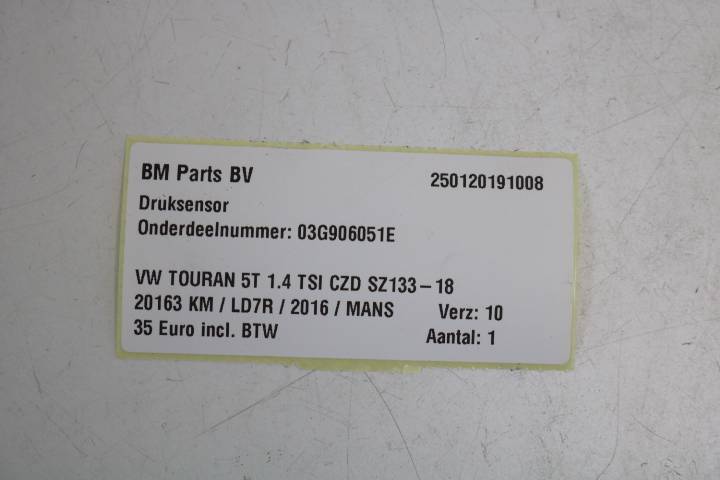 BM Parts BV 250120191008
Druksensor
Onderdeelnummer: 03G906051E
VW TOURAN 5T 1.4 TSI CZD SZ133-18
20163 KM / LD7R / 2016 / MANS Verz: 10
35 Euro incl. BTW Aantal: 1